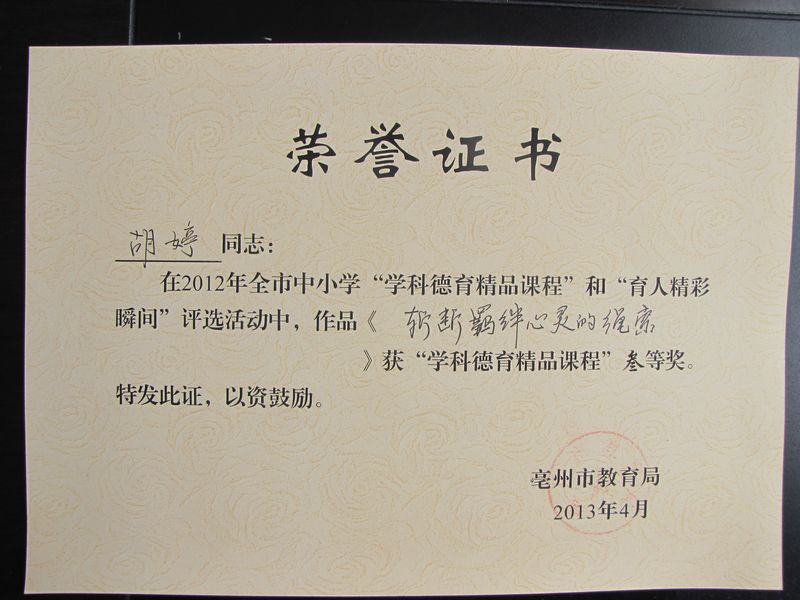 荣誉证书
胡婷 同志：
在2012年全市中小学“学科德育精品课程”和“育人精彩
瞬间”评选活动中，作品《 斩断羁绊心灵的绳索
》获“学科德育精品课程”叁等奖。
特发此证，以资鼓励。
亳州市教育局
2013年4月